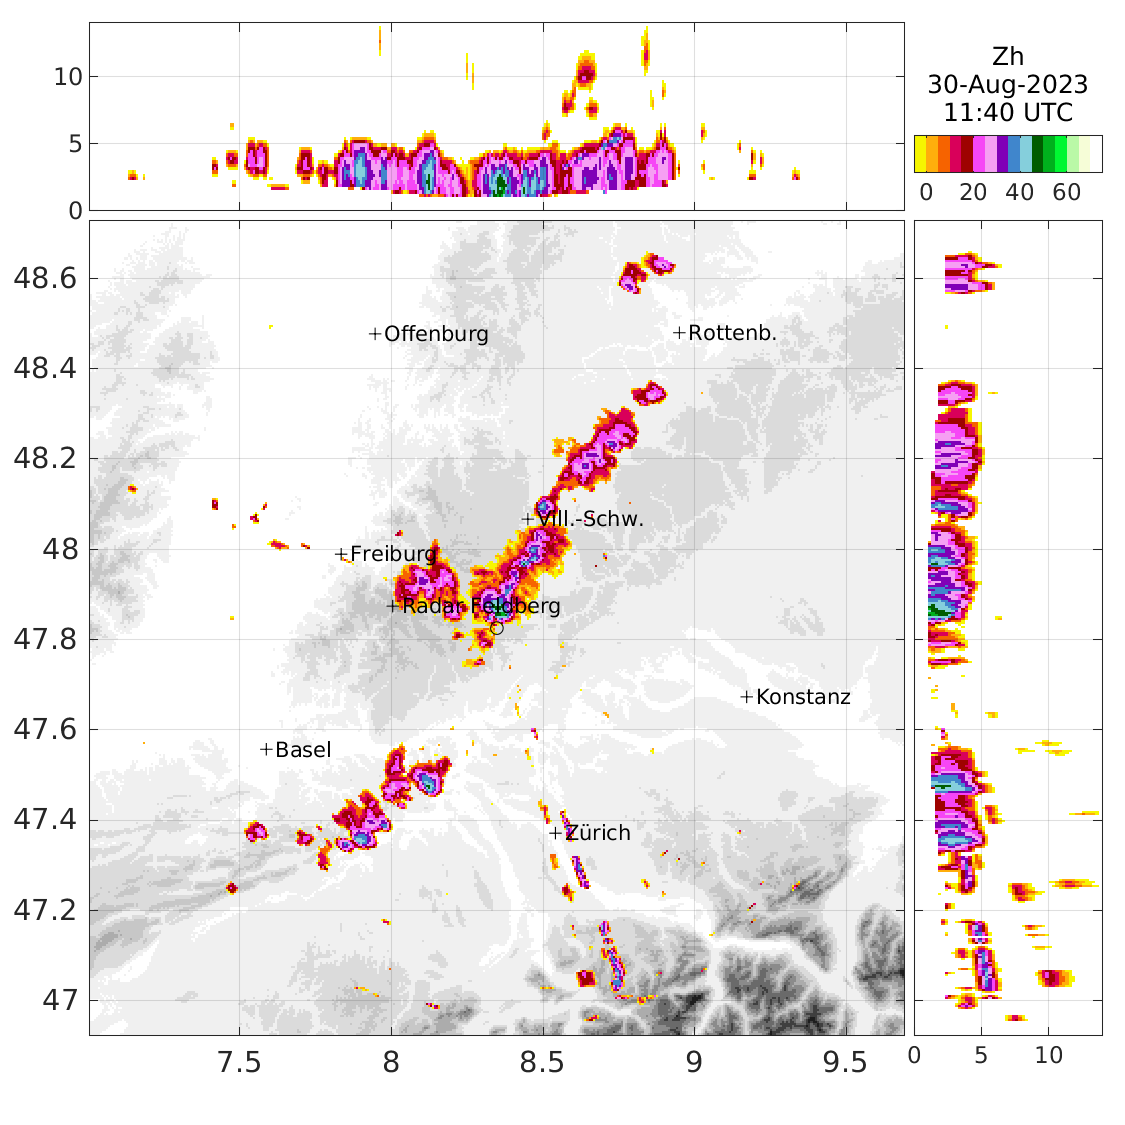 10
5
0
Zh
30-Aug-2023
11:40 UTC
0 20 40 60
48.6
48.4
48.2
48
47.8
47.6
47.4
47.2
47
+Offenburg
+Rottenb.
+Vill.-Schw.
+Freiburg
+Radar Feldberg
+Konstanz
+Basel
+Zürich
7.5 8 8.5 9 9.5
0 5 10